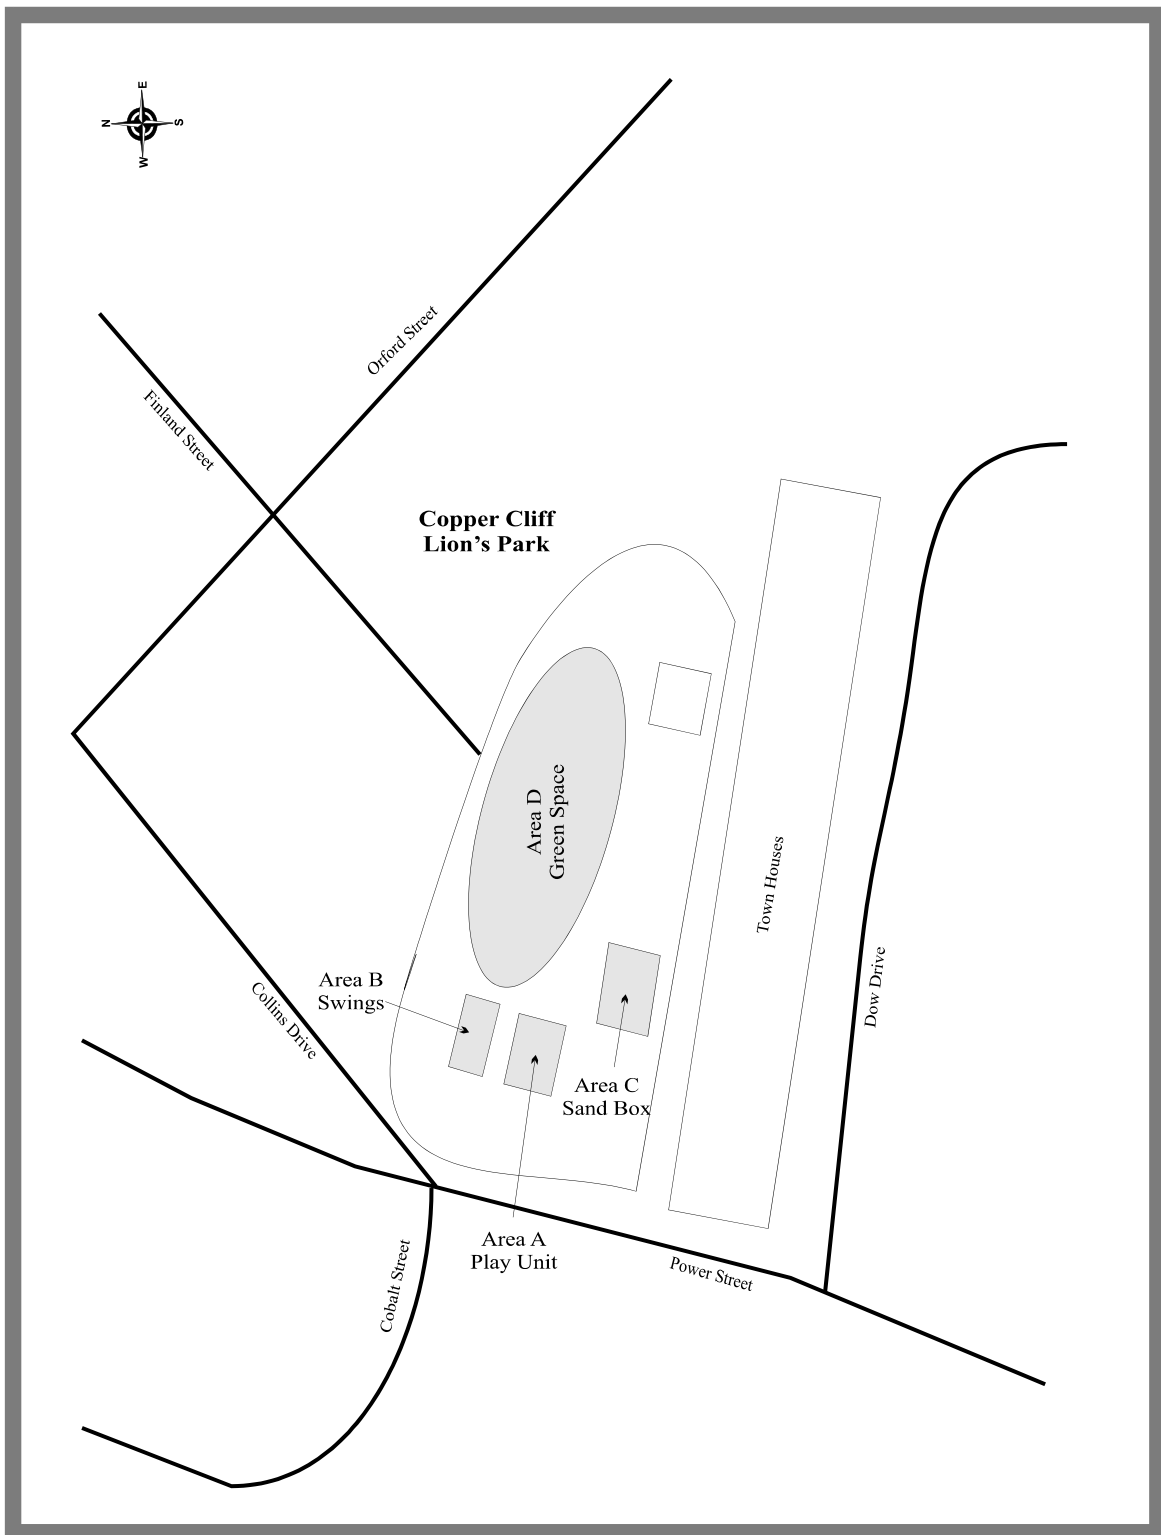 E
N
S
W
Orford Street
Finland Street
Copper Cliff
Lion's Park
Area D
Green Space
Town Houses
Area B
Swings
Collins Drive
Dow Drive
Area C
Sand Box
Area A
Play Unit
Cobalt Street
Power Street